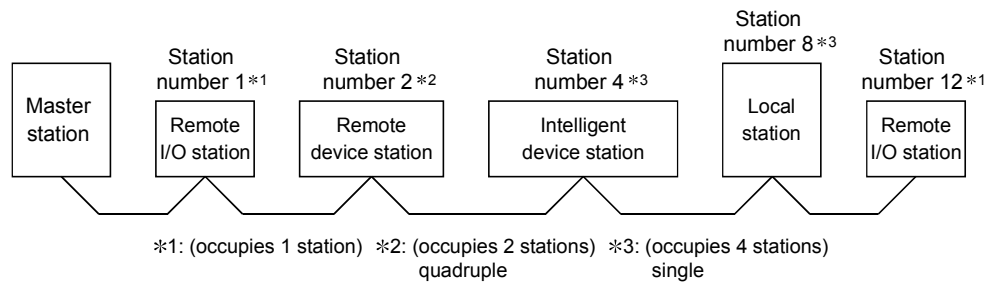 Station
number 1*1
Station
number 2*2
Station
number 4*3
Station
number 8*3
Station
number 12*1
Master
station
Remote
I/O station
Remote
device station
Intelligent
device station
Local
station
Remote
I/O station
*1: (occupies 1 station) *2: (occupies 2 stations) *3: (occupies 4 stations)
quadruple single